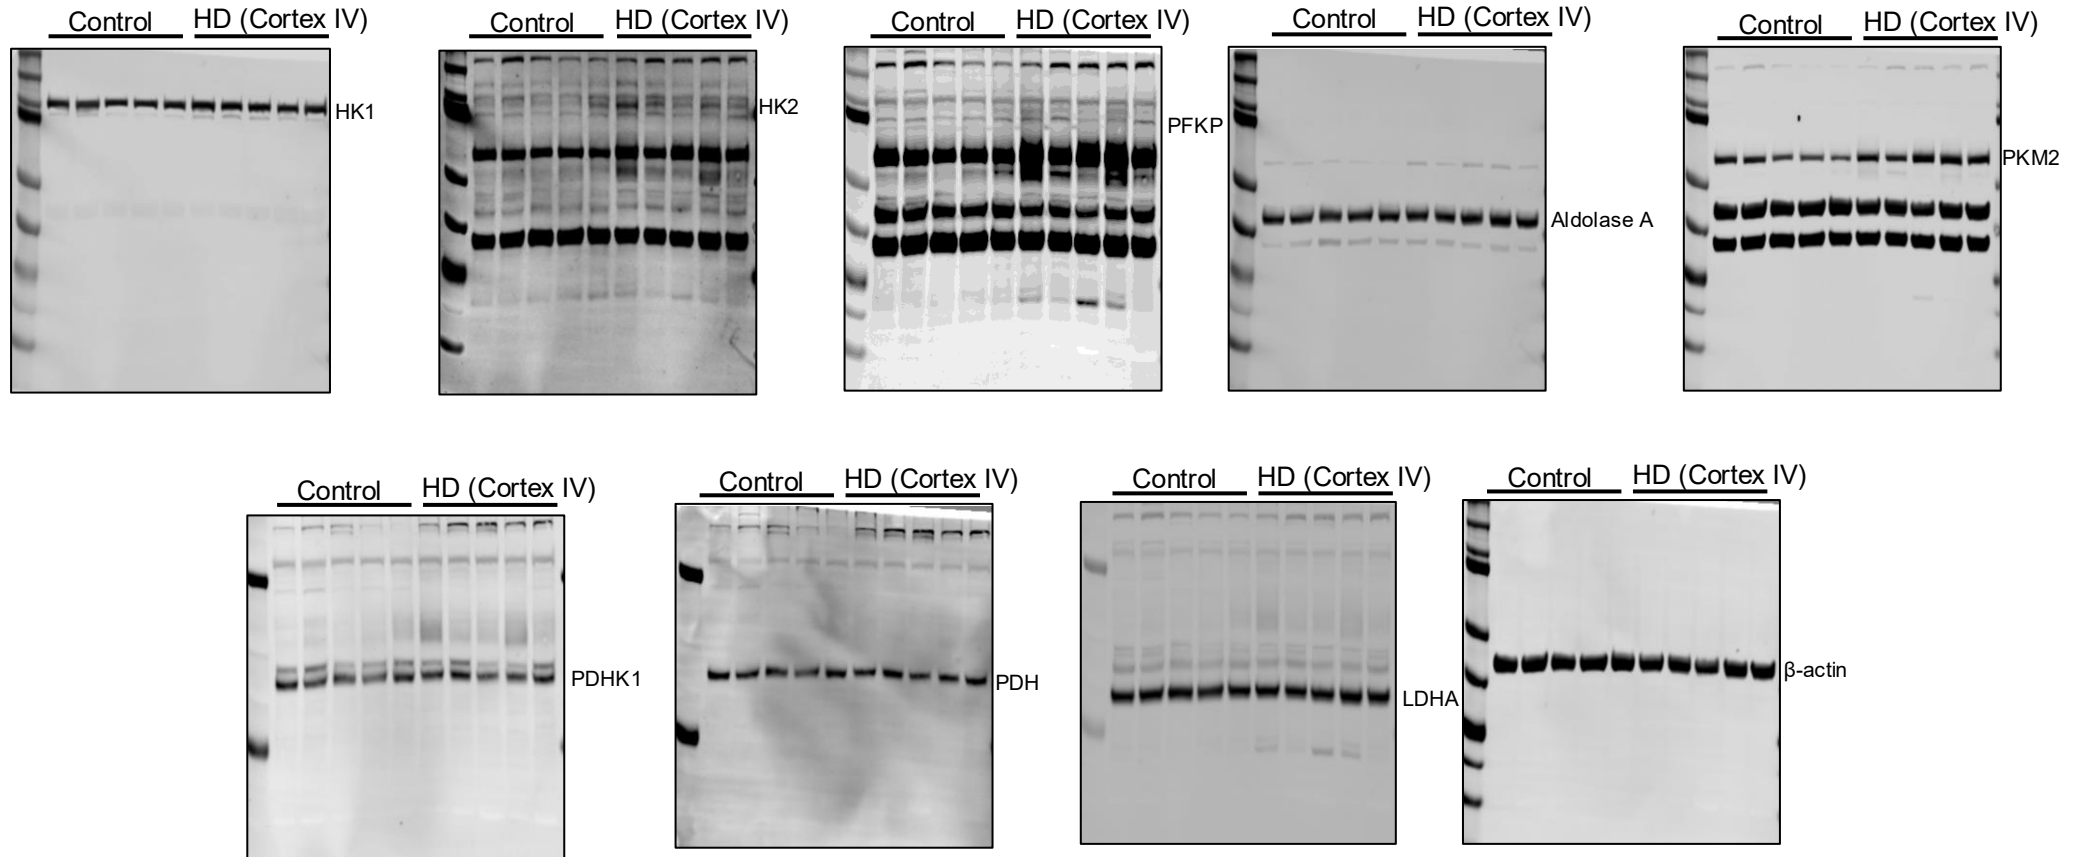 Control HD (Cortex IV)
HK1
Control HD (Cortex IV)
HK2
Control HD (Cortex IV)
PFKP
Control HD (Cortex IV)
Aldolase A
Control HD (Cortex IV)
PKM2
Control HD (Cortex IV)
PDHK1
Control HD (Cortex IV)
PDH
Control HD (Cortex IV)
LDHA
Control HD (Cortex IV)
β-actin